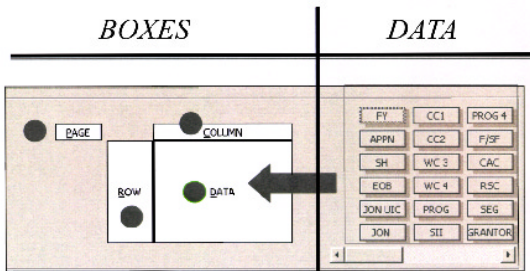 BOXES DATA
PAGE COLUMN
ROW DATA
FY CC1 PROG 4
APPN CC2 F/SF
SH WC 3 CAC
EOB WC 4 RSC
JON UIC PROG SEG
JON SII GRANTOR